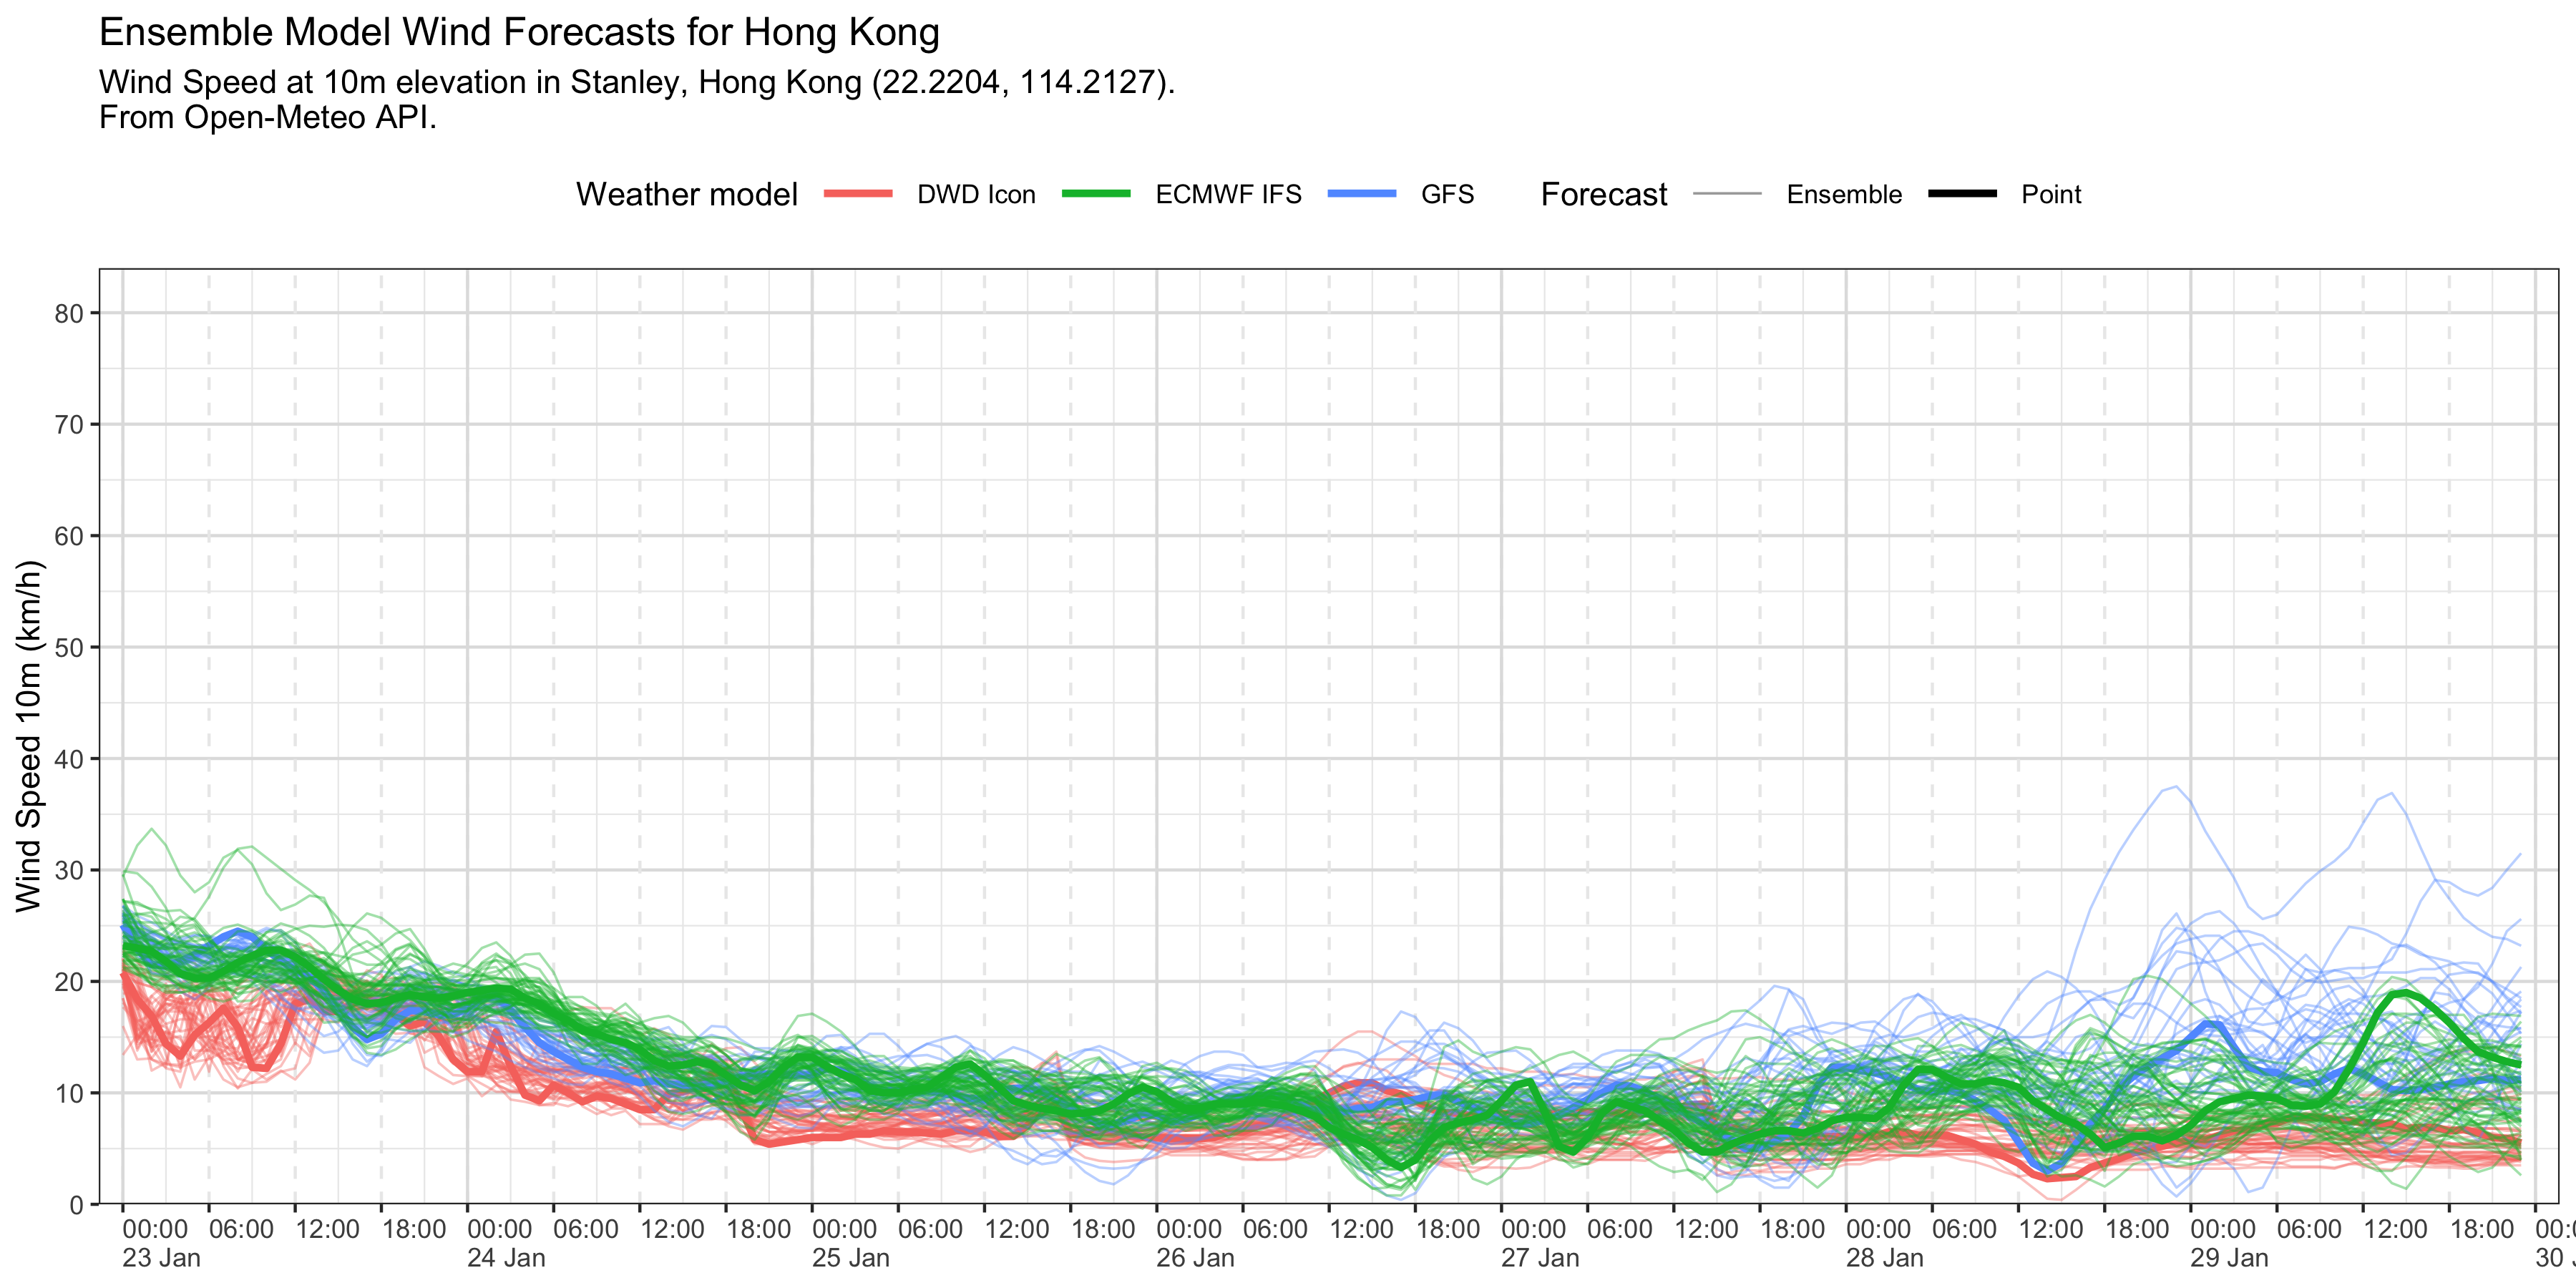 Ensemble Model Wind Forecasts for Hong Kong
Wind Speed at 10m elevation in Stanley, Hong Kong (22.2204, 114.2127).
From Open-Meteo API.
Weather model DWD Icon ECMWF IFS GFS Forecast Ensemble Point
Wind Speed 10m (km/h)
80
70
60
50
40
30
20
10
0
00:00 06:00 12:00 18:00 00:00 06:00 12:00 18:00 00:00 06:00 12:00 18:00 00:00 06:00 12:00 18:00 00:00 06:00 12:00 18:00 00:00 06:00 12:00 18:00 00:00 06:00 12:00 18:00
23 Jan 24 Jan 25 Jan 26 Jan 27 Jan 28 Jan 29 Jan 30